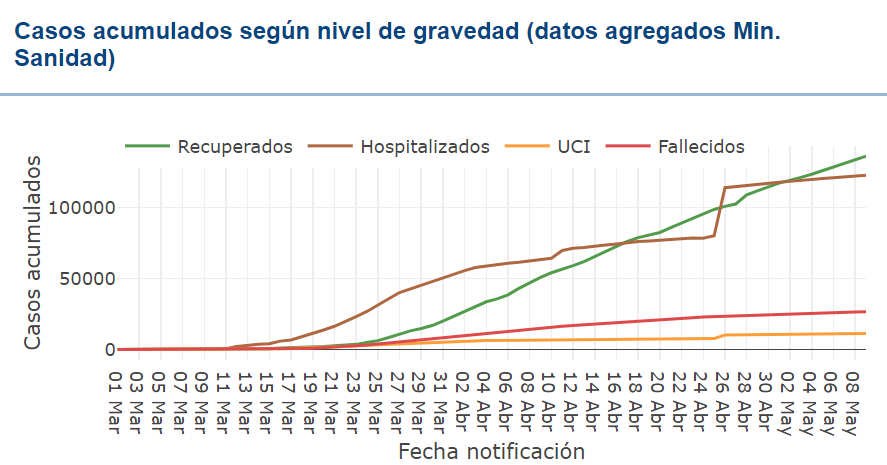 Casos acumulados según nivel de gravedad (datos agregados Min.
Sanidad)
Recuperados Hospitalizados UCI Fallecidos
Casos acumulados
100000
50000
0
01 Mar
03 Mar
05 Mar
07 Mar
09 Mar
11 Mar
13 Mar
15 Mar
17 Mar
19 Mar
21 Mar
23 Mar
25 Mar
27 Mar
29 Mar
31 Mar
02 Abr
04 Abr
06 Abr
08 Abr
10 Abr
12 Abr
14 Abr
16 Abr
18 Abr
20 Abr
22 Abr
24 Abr
26 Abr
28 Abr
30 Abr
02 May
04 May
06 May
08 May
Fecha notificación